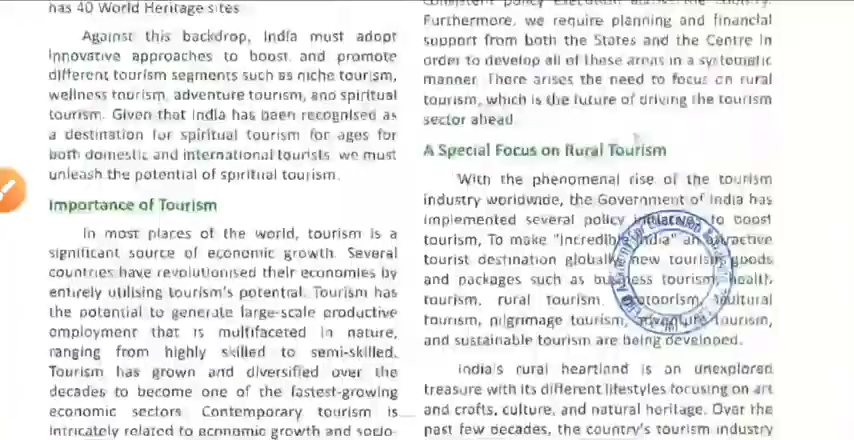 has 40 World Heritage sites
Against this backdrop, India must adopt
innovative approaches to boost and promote
different tourism segments such as niche tourism,
wellness tourism, adventure tourism, and spiritual
tourism. Given that India has been recognised as
a destination for spiritual tourism for ages for
both domestic and international tourists, we must
unleash the potential of spiritual tourism.
Importance of Tourism
In most places of the world, tourism is a
significant source of economic growth. Several
countries have revolutionised their economies by
entirely utilising tourism's potential. Tourism has
the potential to generate large-scale productive
employment that is multifaceted in nature,
ranging from highly skilled to semi-skilled.
Tourism has grown and diversified over the
decades to become one of the fastest-growing
economic sectors. Contemporary tourism is
intricately related to economic growth and socio-
consistent policy execution
Furthermore, we require planning and financial
support from both the States and the Centre in
order to develop all of these areas in a systematic
manner. There arises the need to focus on rural
tourism, which is the future of driving the tourism
sector ahead.
A Special Focus on Rural Tourism
With the phenomenal rise of the tourism
industry worldwide, the Government of India has
implemented several policy initiatives to boost
tourism, To make "Incredible India" an attractive
tourist destination globally, new tourism goods
and packages such as business tourism, health
tourism, rural tourism, ecotourism, cultural
tourism, pilgrimage tourism, adventure tourism,
and sustainable tourism are being developed.
India's rural heartland is an unexplored
treasure with its different lifestyles focusing on art
and crafts, culture, and natural heritage. Over the
past few decades, the country's tourism industry